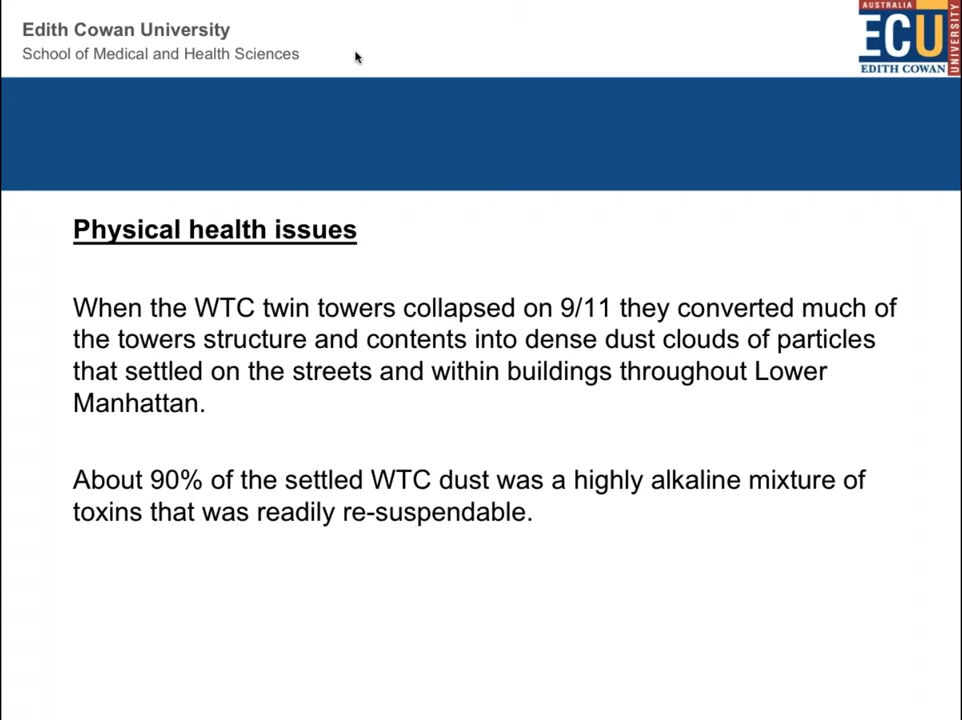 Edith Cowan University
School of Medical and Health Sciences
AUSTRALIA
ECU
EDITH COWAN
UNIVERSITY
Physical health issues
When the WTC twin towers collapsed on 9/11 they converted much of
the towers structure and contents into dense dust clouds of particles
that settled on the streets and within buildings throughout Lower
Manhattan.
About 90% of the settled WTC dust was a highly alkaline mixture of
toxins that was readily re-suspendable.